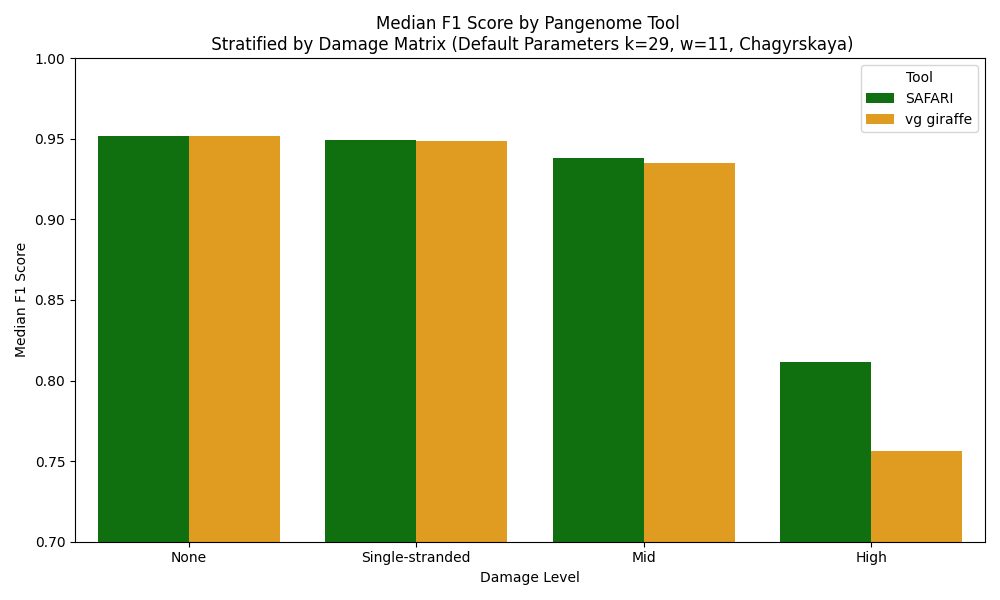 Median F1 Score by Pangenome Tool
Stratified by Damage Matrix (Default Parameters k=29, w=11, Chagyrskaya)
1.00
0.95
0.90
0.85
0.80
0.75
0.70
Median F1 Score
Tool
SAFARI
vg giraffe
None
Single-stranded
Mid
High
Damage Level